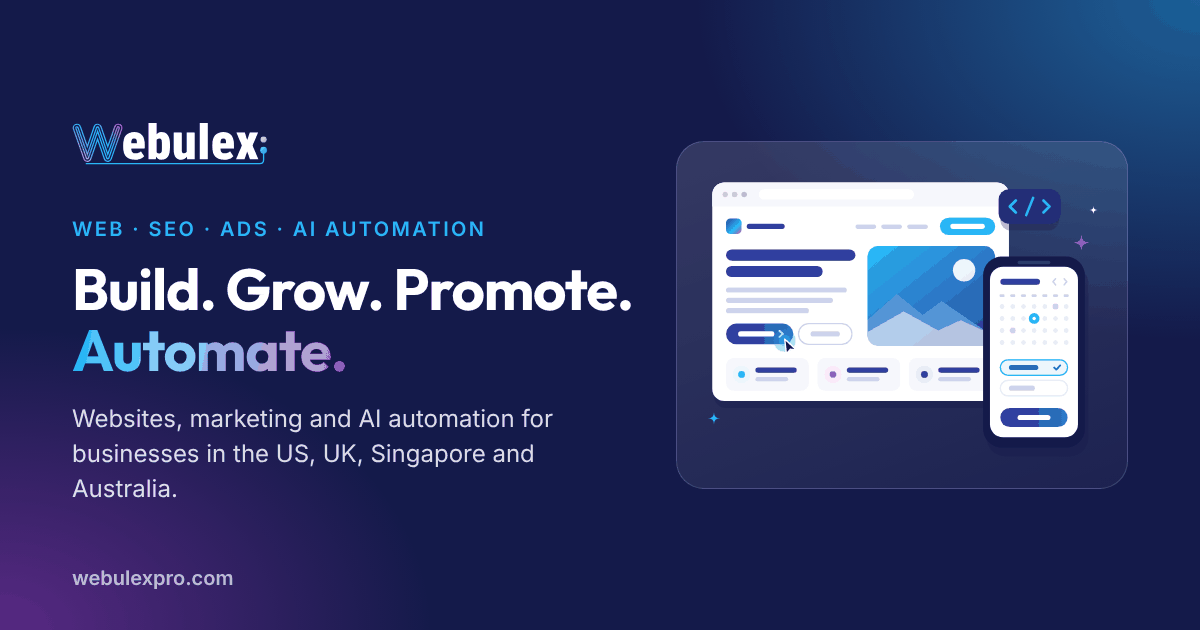 Webulex
WEB · SEO · ADS · AI AUTOMATION
Build. Grow. Promote.
Automate.
Websites, marketing and AI automation for
businesses in the US, UK, Singapore and
Australia.
webulexpro.com
</>